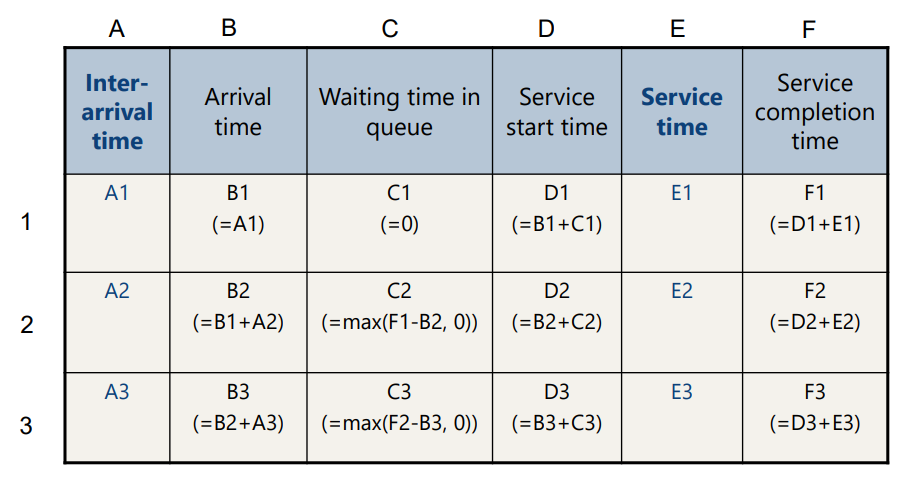 A B C D E F
Inter-
arrival
time
Arrival
time
Waiting time in
queue
Service
start time
Service
time
Service
completion
time
1
A1
B1
(=A1)
C1
(=0)
D1
(=B1+C1)
E1
F1
(=D1+E1)
2
A2
B2
(=B1+A2)
C2
(=max(F1-B2, 0))
D2
(=B2+C2)
E2
F2
(=D2+E2)
3
A3
B3
(=B2+A3)
C3
(=max(F2-B3, 0))
D3
(=B3+C3)
E3
F3
(=D3+E3)